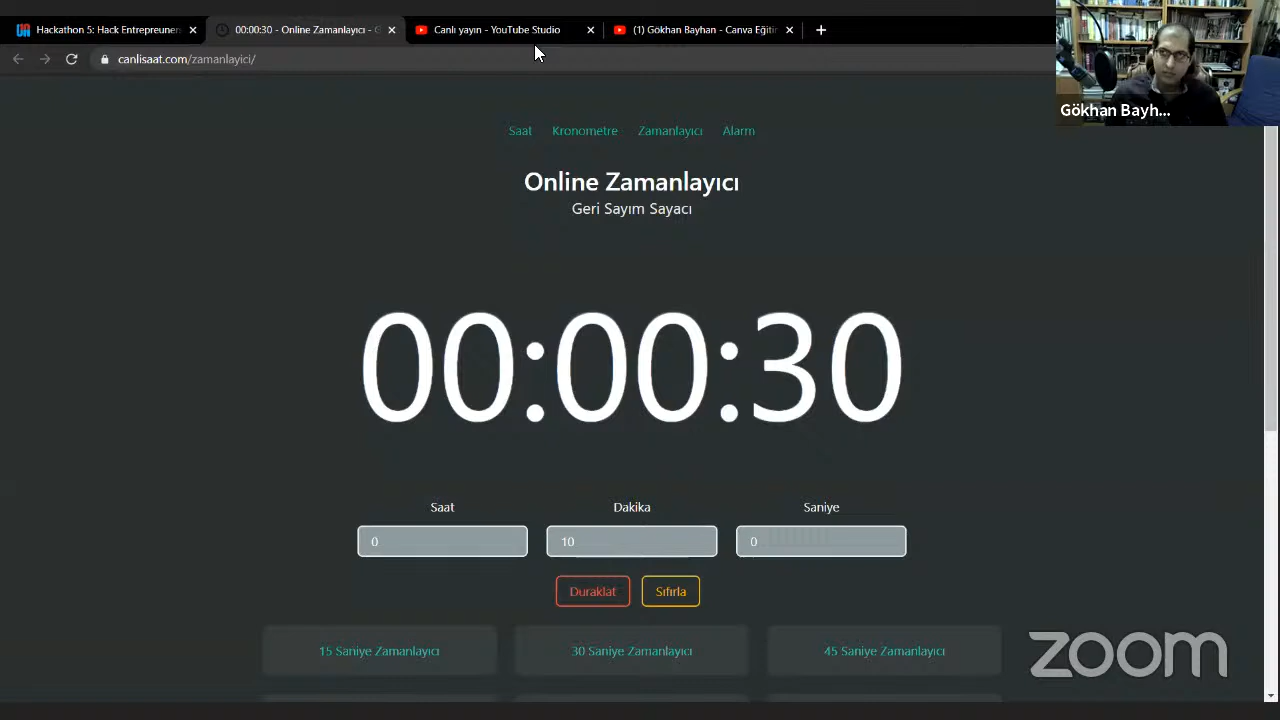 Hackathon 5: Hack Entrepreuner
00:00:30 - Online Zamanlayıcı - G
Canlı yayın - YouTube Studio
(1) Gökhan Bayhan - Canva Eğitir
canlisaat.com/zamanlayici/
Gökhan Bayh...
Saat Kronometre Zamanlayıcı Alarm
Online Zamanlayıcı
Geri Sayım Sayacı
00:00:30
Saat Dakika Saniye
0 10 0
Duraklat Sıfırla
15 Saniye Zamanlayıcı 30 Saniye Zamanlayıcı 45 Saniye Zamanlayıcı
zoom